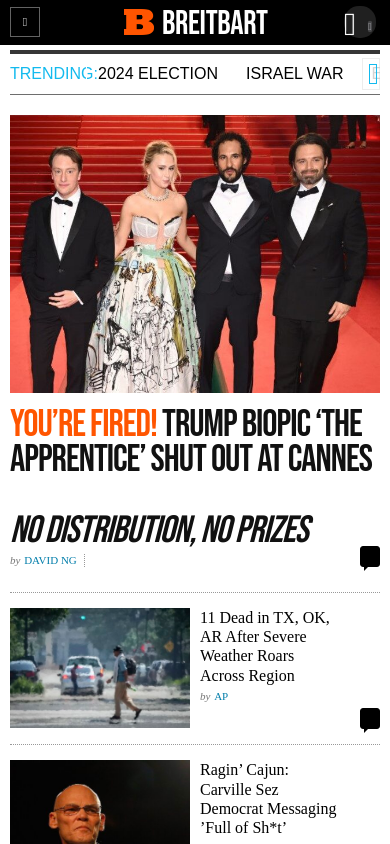 BREITBART
TRENDING: 2024 ELECTION ISRAEL WAR
YOU’RE FIRED! TRUMP BIOPIC ‘THE
APPRENTICE’ SHUT OUT AT CANNES
NO DISTRIBUTION, NO PRIZES
by DAVID NG
11 Dead in TX, OK,
AR After Severe
Weather Roars
Across Region
by AP
Ragin’ Cajun:
Carville Sez
Democrat Messaging
’Full of Sh*t’